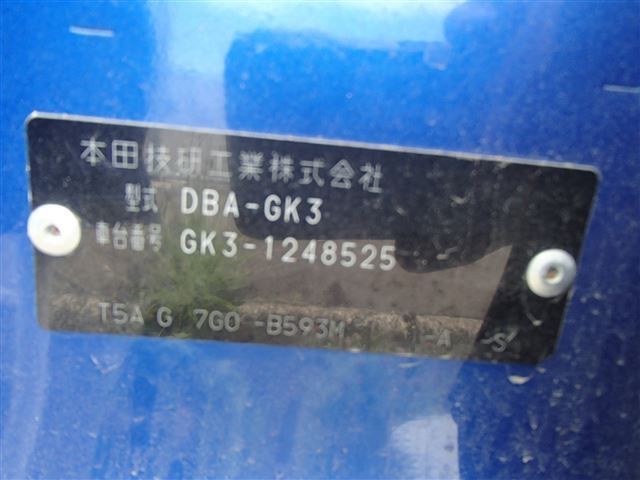 本田技研工業株式会社
型式 DBA-GK3
車台番号 GK3-1248525
T5A G 7G0 -B593M- -A -S